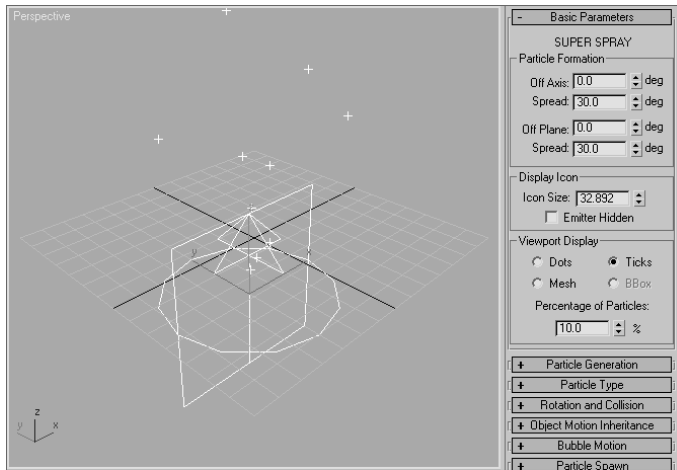 Perspective
y
z
y x
- Basic Parameters
SUPER SPRAY
Particle Formation
Off Axis: 0.0 deg
Spread: 30.0 deg
Off Plane: 0.0 deg
Spread: 30.0 deg
Display Icon
Icon Size: 32.892
Emitter Hidden
Viewport Display
Dots Ticks
Mesh BBox
Percentage of Particles:
10.0 %
+ Particle Generation
+ Particle Type
+ Rotation and Collision
+ Object Motion Inheritance
+ Bubble Motion
+ Particle Spawn